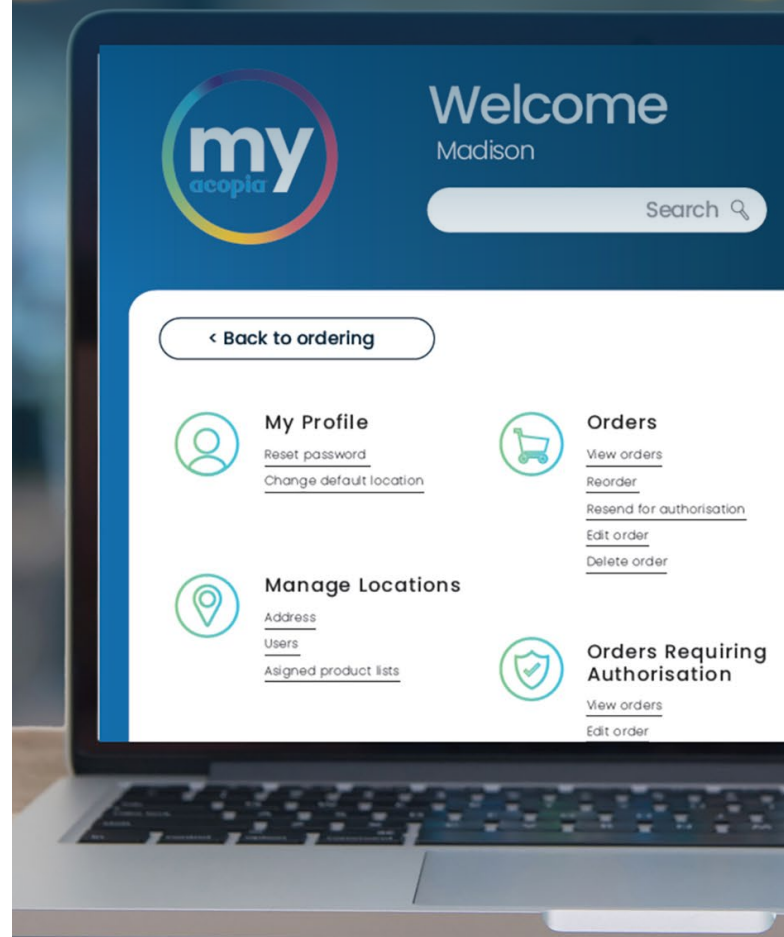 my
acopia
Welcome
Madison
Search
< Back to ordering
My Profile
Reset password
Change default location
Manage Locations
Address
Users
Asigned product lists
Orders
View orders
Reorder
Resend for authorisation
Edit order
Delete order
Orders Requiring
Authorisation
View orders
Edit order